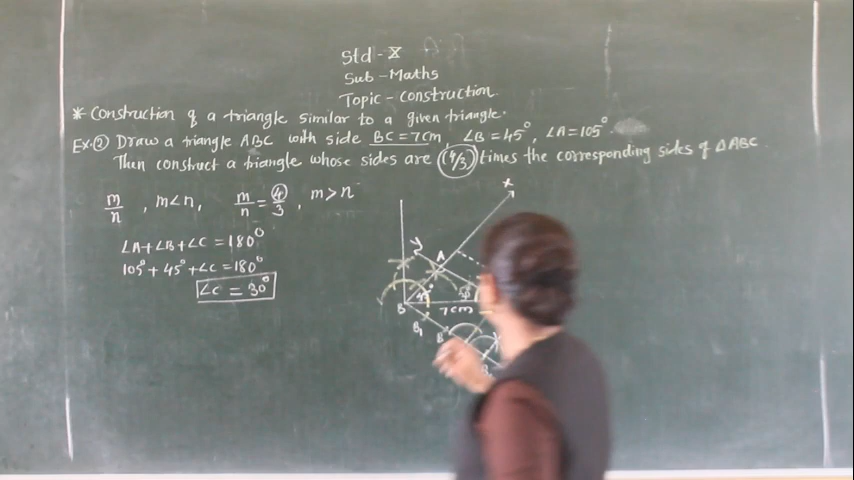 Std - X
Sub - Maths
Topic - construction.
* Construction of a triangle similar to a given triangle.
Ex.② Draw a triangle ABC with side BC = 7cm, ∠B = 45°, ∠A = 105°.
Then construct a triangle whose sides are (4/3) times the corresponding sides of ΔABC.
m/n , m<n, m/n = 4/3 , m>n
∠A+∠B+∠C = 180°
105°+45°+∠C = 180°
∠C = 30°
X
A
45°
B
7cm
B₁